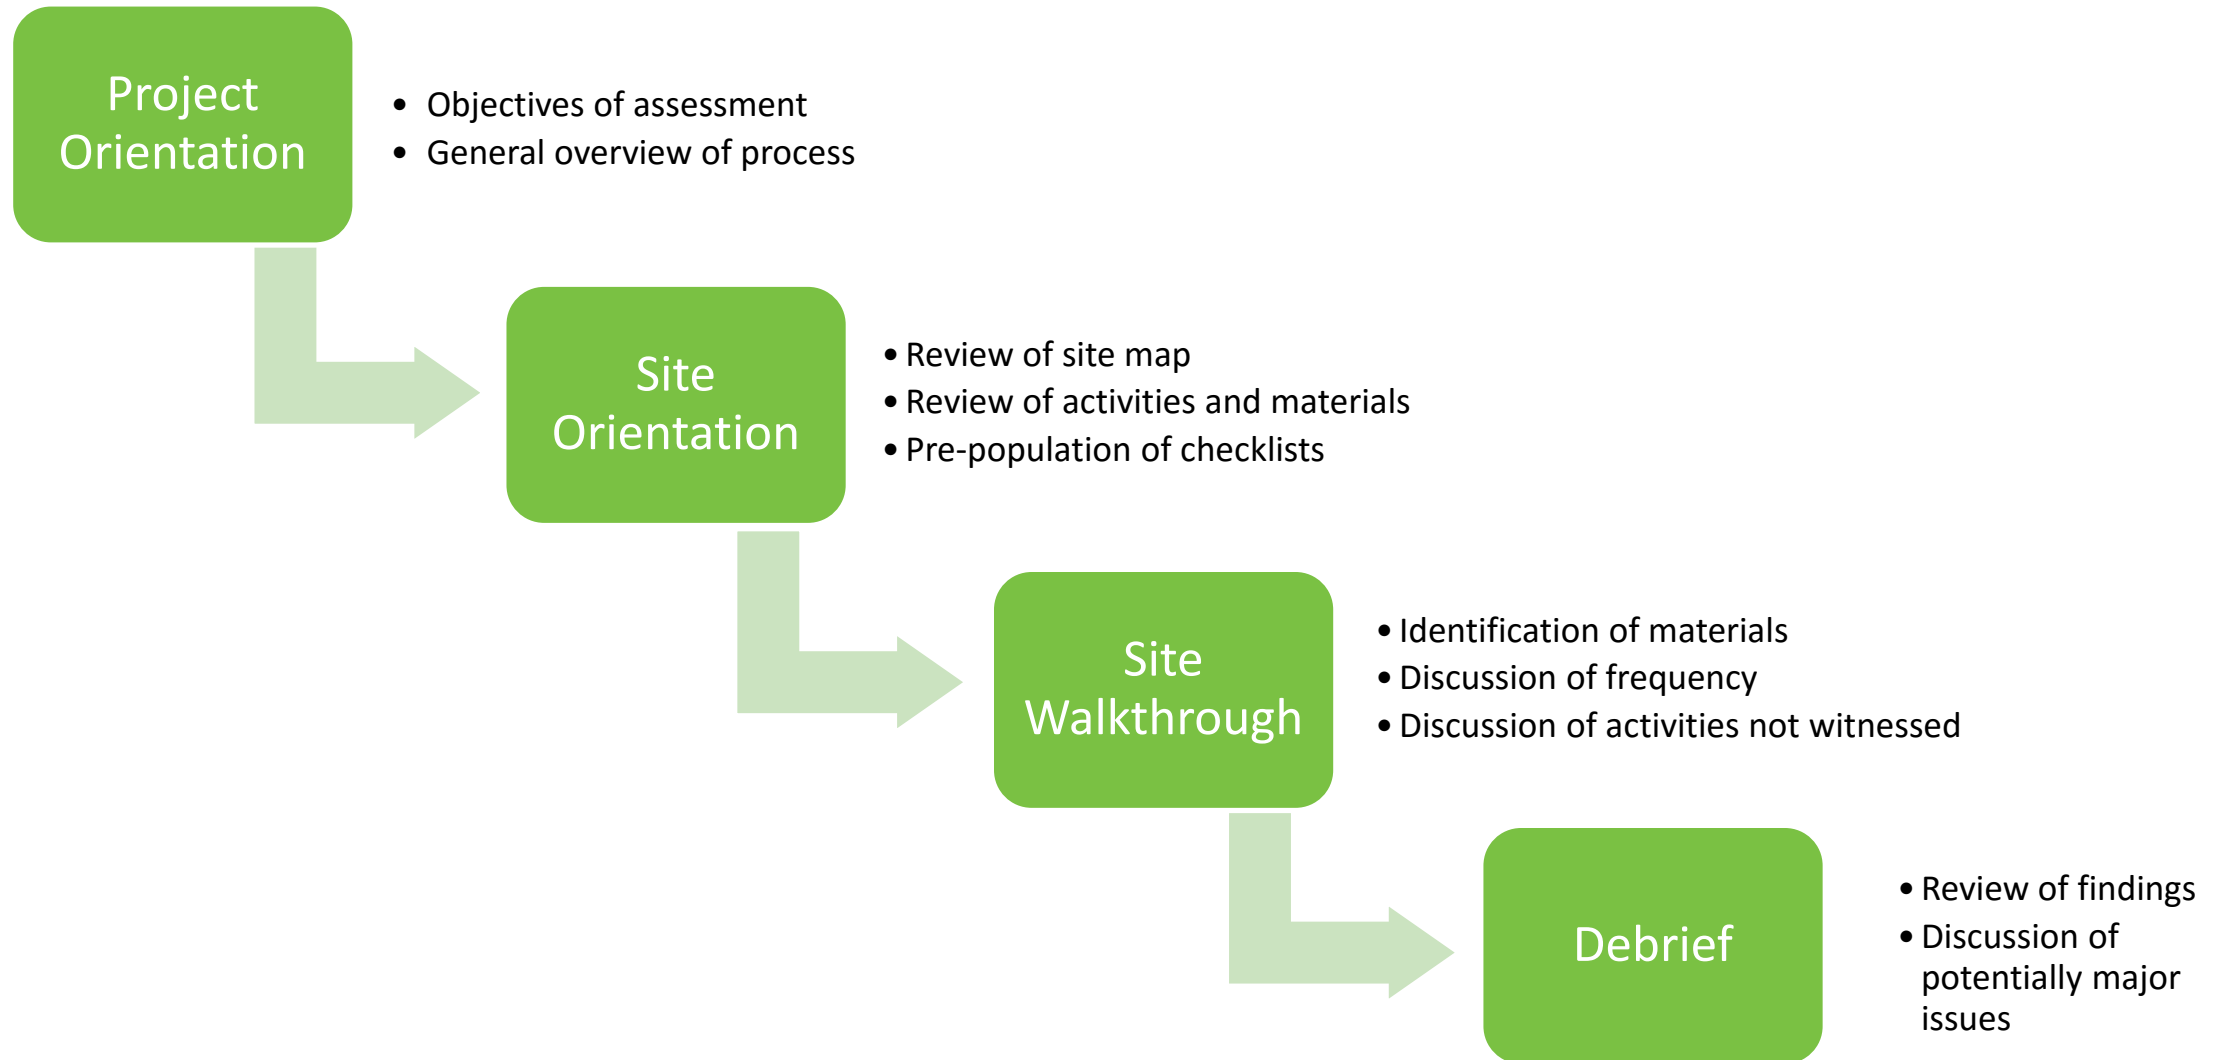 Project
Orientation
• Objectives of assessment
• General overview of process
Site
Orientation
• Review of site map
• Review of activities and materials
• Pre-population of checklists
Site
Walkthrough
• Identification of materials
• Discussion of frequency
• Discussion of activities not witnessed
Debrief
• Review of findings
• Discussion of
potentially major
issues